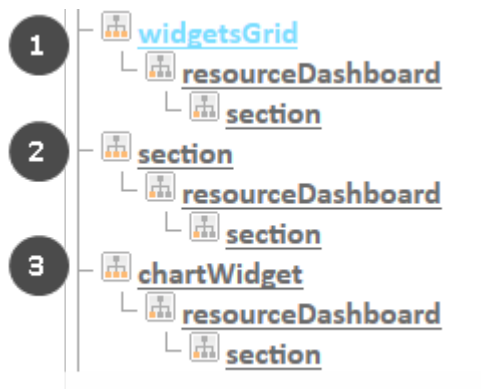 1 widgetsGrid
resourceDashboard
section
2 section
resourceDashboard
section
3 chartWidget
resourceDashboard
section